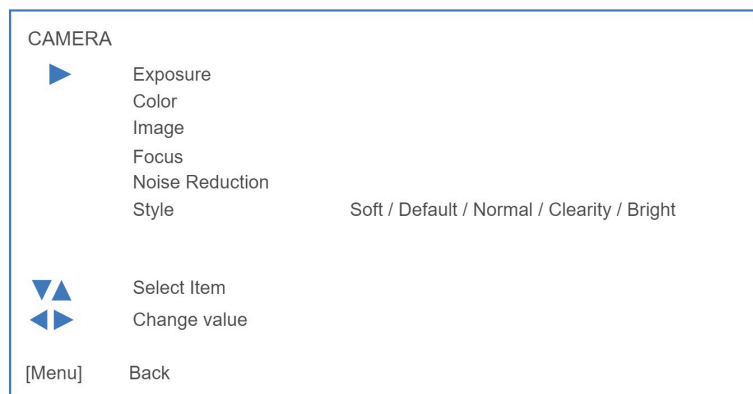 CAMERA
Exposure
Color
Image
Focus
Noise Reduction
Style Soft / Default / Normal / Clearity / Bright
Select Item
Change value
[Menu] Back